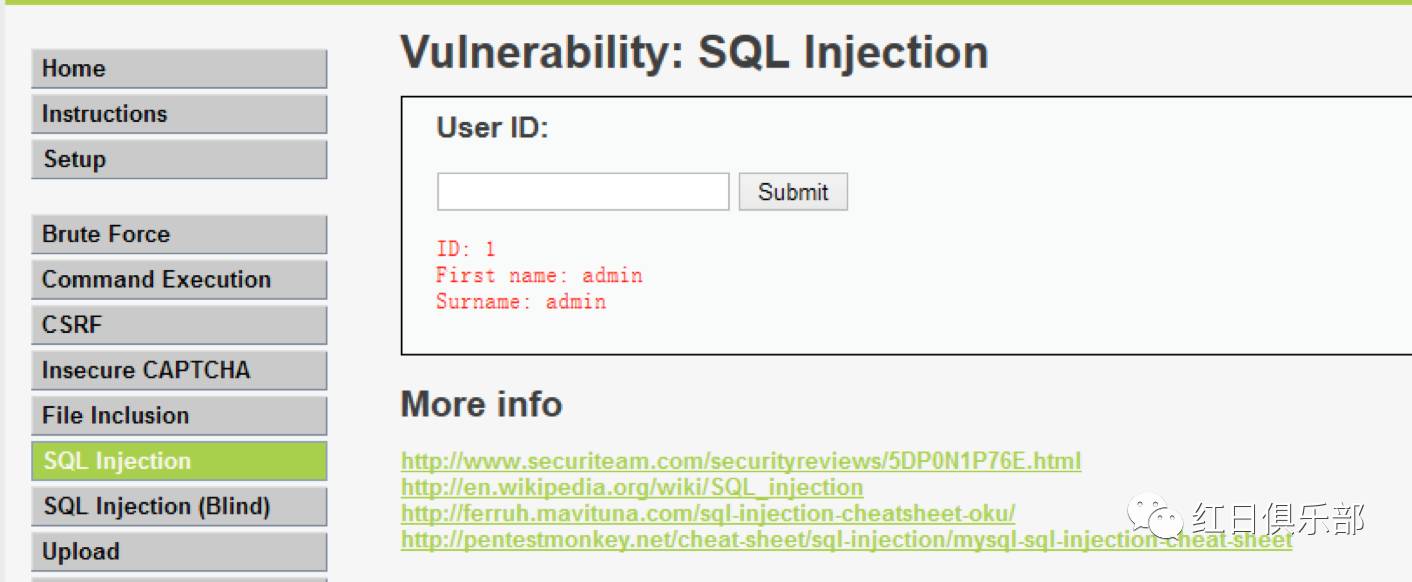 Vulnerability: SQL Injection
Home
Instructions
Setup
Brute Force
Command Execution
CSRF
Insecure CAPTCHA
File Inclusion
SQL Injection
SQL Injection (Blind)
Upload
User ID:
Submit
ID: 1
First name: admin
Surname: admin
More info
http://www.securiteam.com/securityreviews/5DP0N1P76E.html
http://en.wikipedia.org/wiki/SQL_injection
http://ferruh.mavituna.com/sql-injection-cheatsheet-oku/
http://pentestmonkey.net/cheat-sheet/sql-injection/mysql-sql-injection-cheat-sheet
红日俱乐部